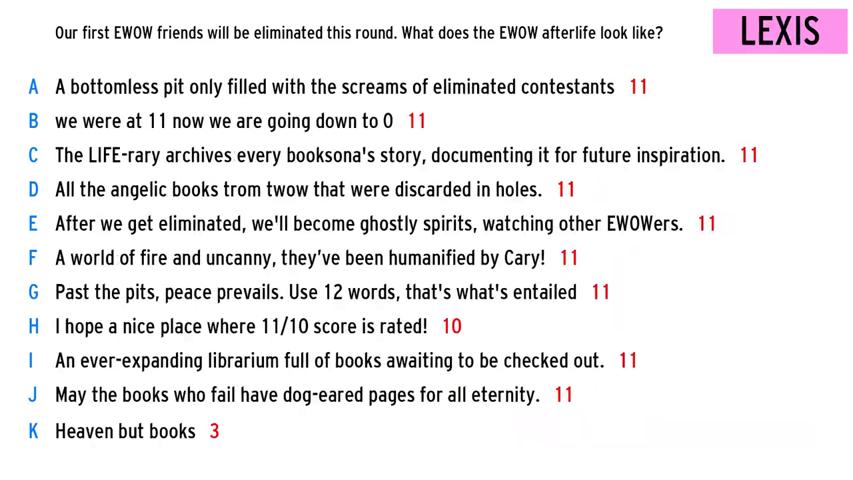 Our first EWOW friends will be eliminated this round. What does the EWOW afterlife look like?
LEXIS
A A bottomless pit only filled with the screams of eliminated contestants 11
B we were at 11 now we are going down to 0 11
C The LIFE-rary archives every booksona's story, documenting it for future inspiration. 11
D All the angelic books trom twow that were discarded in holes. 11
E After we get eliminated, we'll become ghostly spirits, watching other EWOWers. 11
F A world of fire and uncanny, they've been humanified by Cary! 11
G Past the pits, peace prevails. Use 12 words, that's what's entailed 11
H I hope a nice place where 11/10 score is rated! 10
I An ever-expanding librarium full of books awaiting to be checked out. 11
J May the books who fail have dog-eared pages for all eternity. 11
K Heaven but books 3